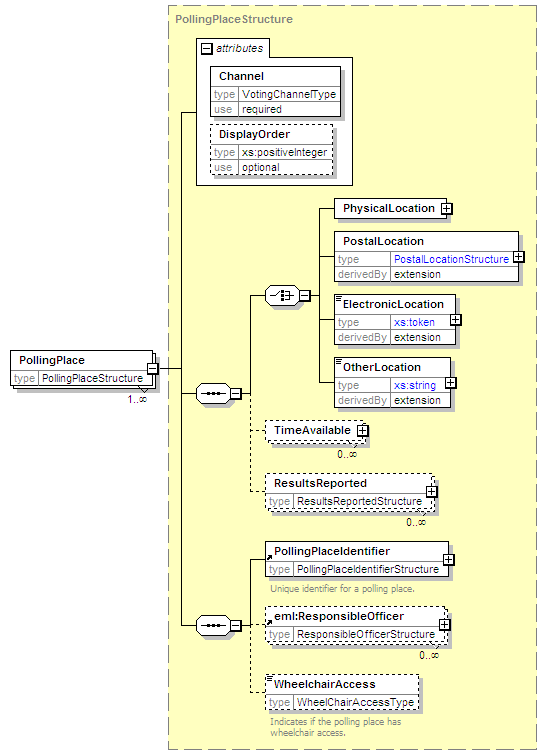 PollingPlaceStructure
attributes
Channel
type VotingChannelType
use required
DisplayOrder
type xs:positiveInteger
use optional
PhysicalLocation
PostalLocation
type PostalLocationStructure
derivedBy extension
ElectronicLocation
type xs:token
derivedBy extension
OtherLocation
type xs:string
derivedBy extension
PollingPlace
type PollingPlaceStructure
1..∞
TimeAvailable
0..∞
ResultsReported
type ResultsReportedStructure
0..∞
PollingPlaceIdentifier
type PollingPlaceIdentifierStructure
Unique identifier for a polling place.
eml:ResponsibleOfficer
type ResponsibleOfficerStructure
0..∞
WheelchairAccess
type WheelChairAccessType
Indicates if the polling place has
wheelchair access.